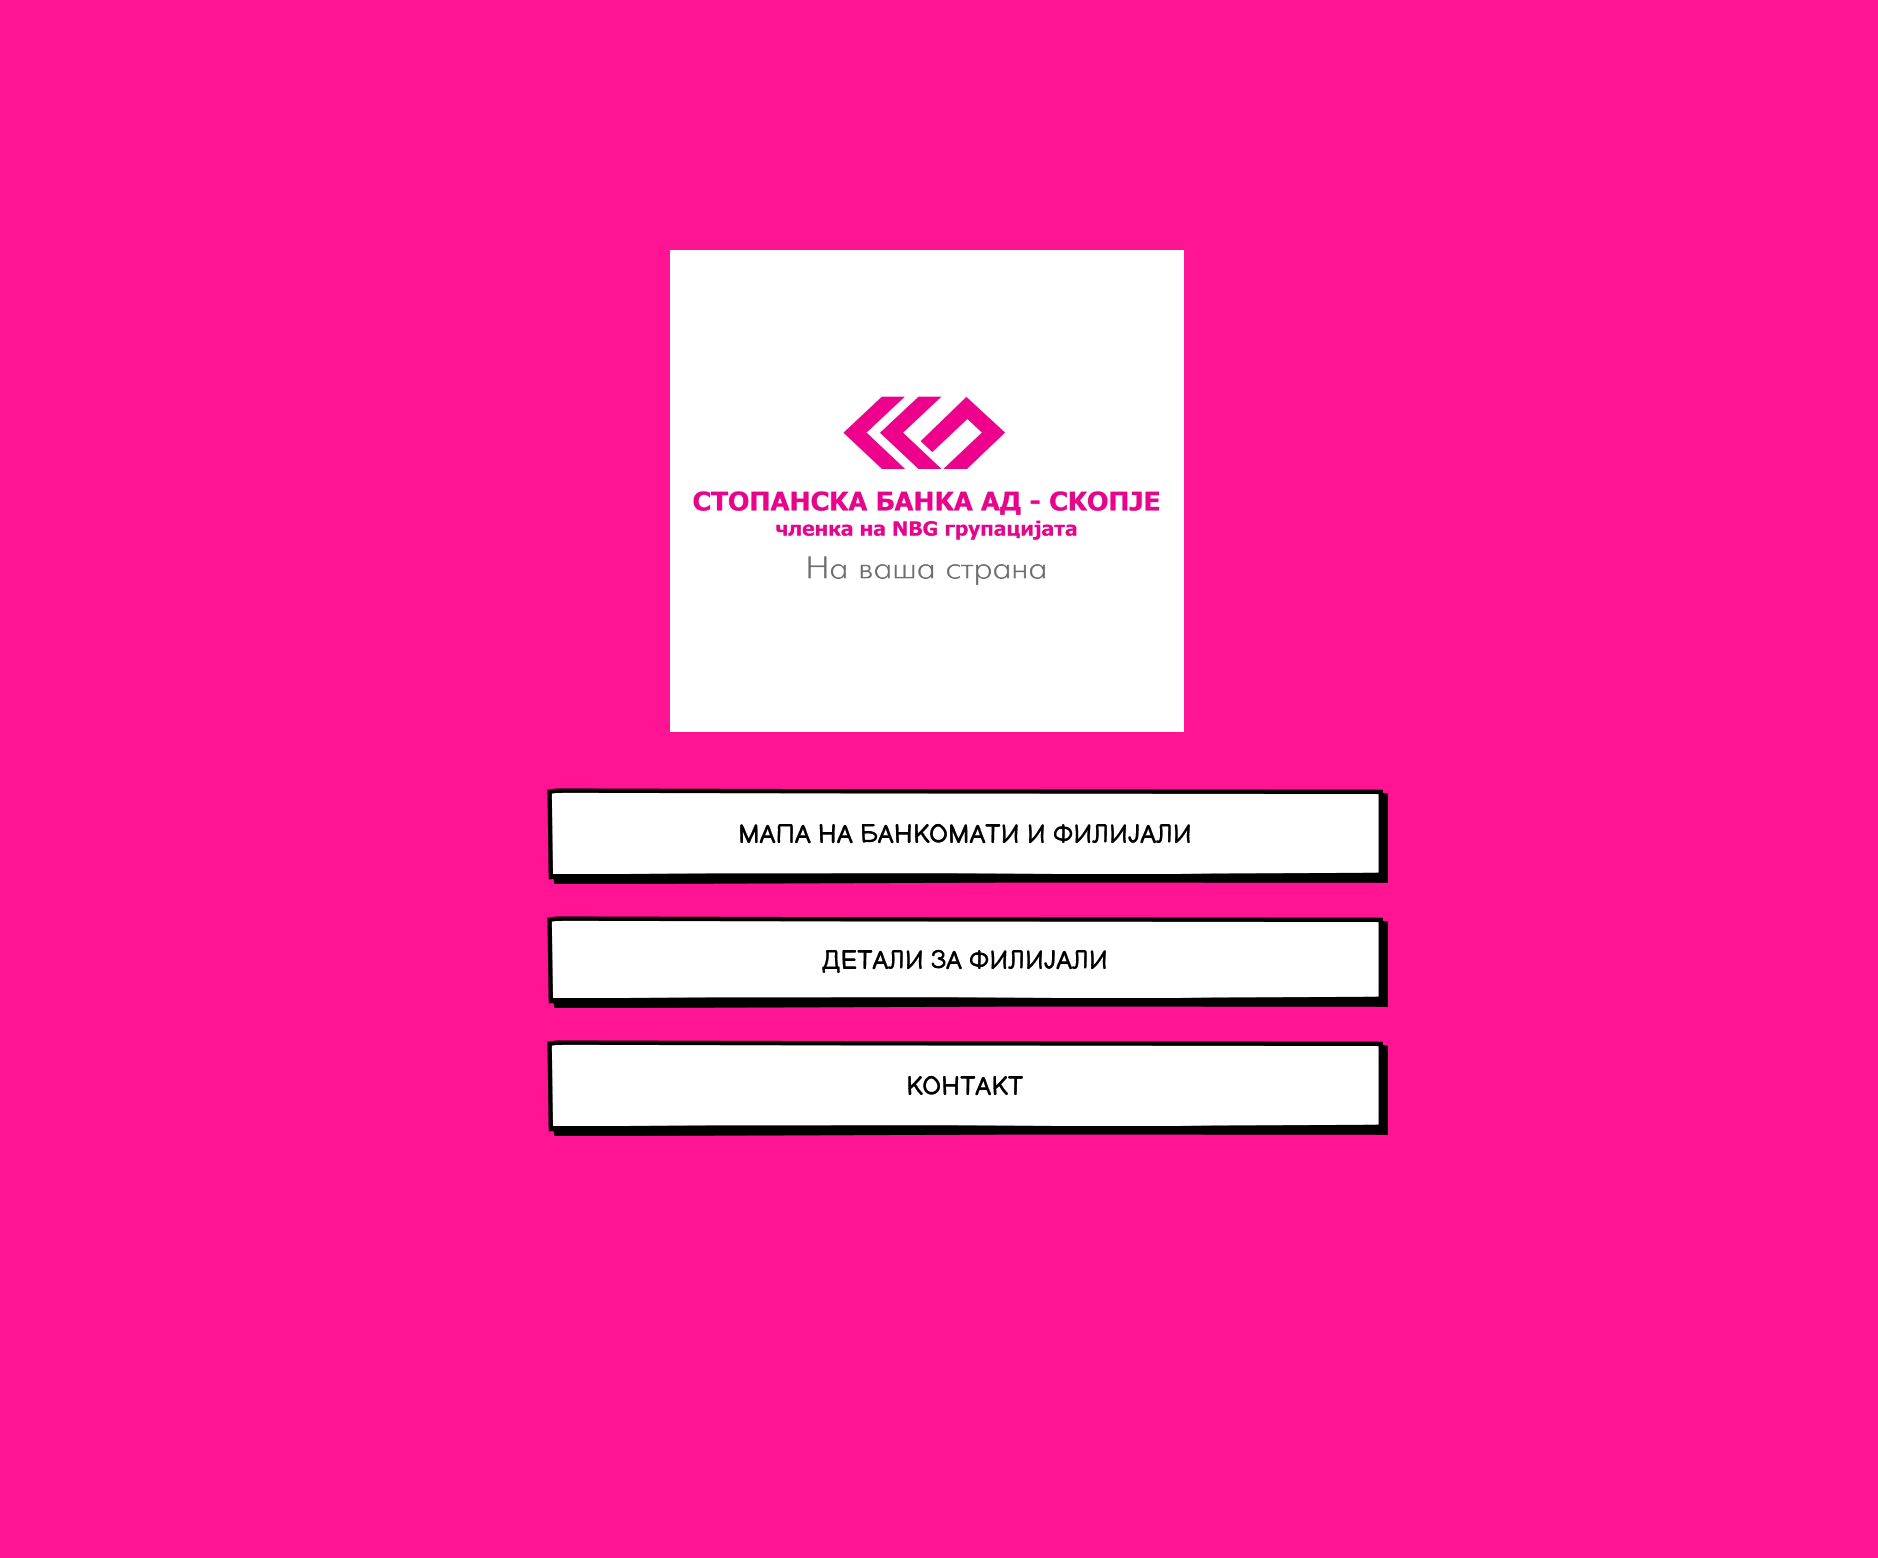 СТОПАНСКА БАНКА АД - СКОПЈЕ
членка на NBG групацијата
На ваша страна
МАПА НА БАНКОМАТИ И ФИЛИЈАЛИ
ДЕТАЛИ ЗА ФИЛИЈАЛИ
КОНТАКТ